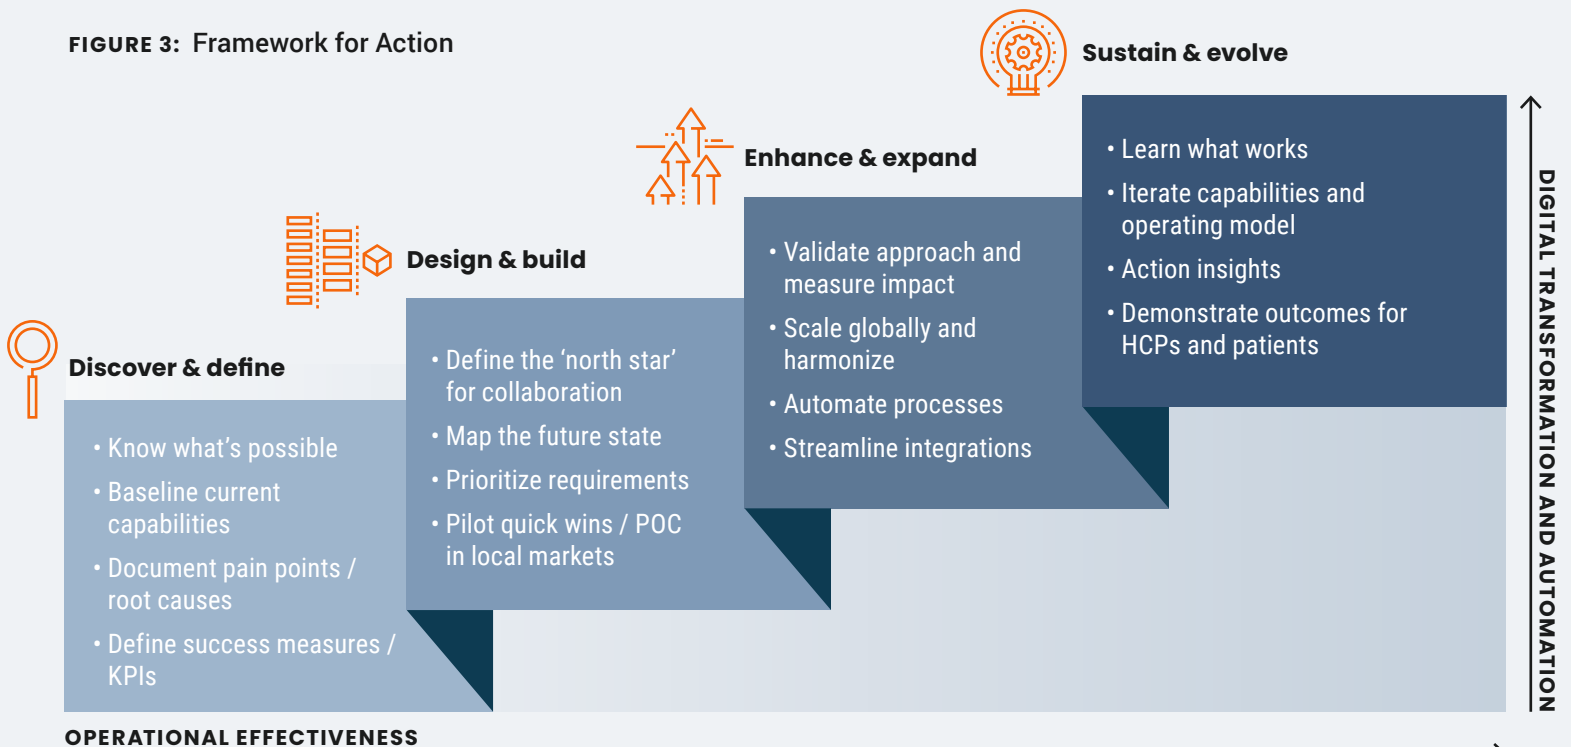 FIGURE 3: Framework for Action
Sustain & evolve
• Learn what works
• Iterate capabilities and
operating model
• Action insights
• Demonstrate outcomes for
HCPs and patients
Enhance & expand
• Validate approach and
measure impact
• Scale globally and
harmonize
• Automate processes
• Streamline integrations
Design & build
• Define the ‘north star’
for collaboration
• Map the future state
• Prioritize requirements
• Pilot quick wins / POC
in local markets
Discover & define
• Know what’s possible
• Baseline current
capabilities
• Document pain points /
root causes
• Define success measures /
KPIs
OPERATIONAL EFFECTIVENESS
DIGITAL TRANSFORMATION AND AUTOMATION